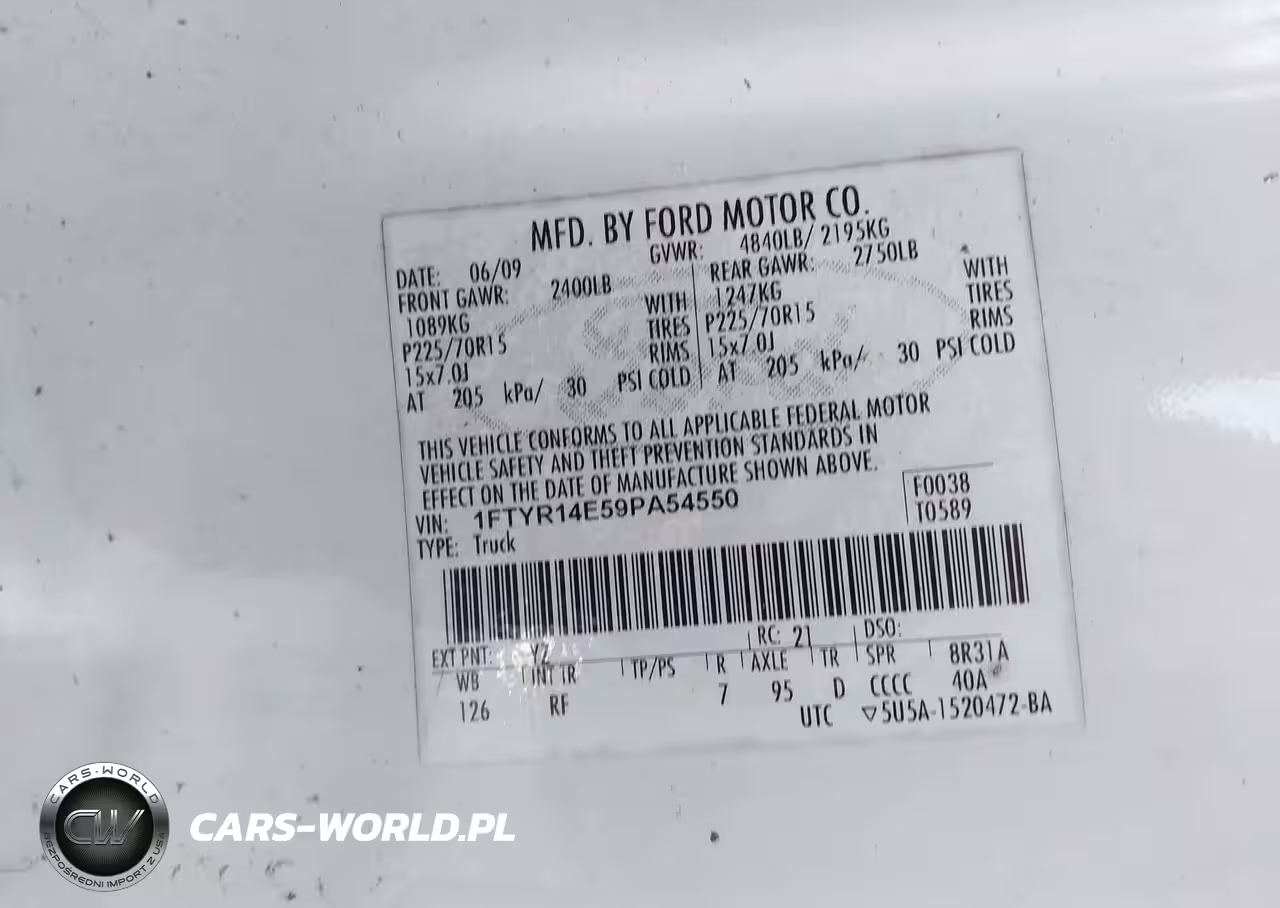 MFD. BY FORD MOTOR CO.
DATE: 06/09 GVWR: 4840LB/ 2195KG
FRONT GAWR: 2400LB REAR GAWR: 2750LB
1089KG WITH 1247KG WITH
P225/70R15 TIRES P225/70R15 TIRES
15x7.0J RIMS 15x7.0J RIMS
AT 205 kPa/ 30 PSI COLD AT 205 kPa/ 30 PSI COLD
THIS VEHICLE CONFORMS TO ALL APPLICABLE FEDERAL MOTOR
VEHICLE SAFETY AND THEFT PREVENTION STANDARDS IN
EFFECT ON THE DATE OF MANUFACTURE SHOWN ABOVE.
VIN: 1FTYR14E59PA54550 F0038
TYPE: Truck T0589
EXT PNT: YZ RC: 21 DSO:
WB INT TR TP/PS R AXLE TR SPR 8R31A
126 RF 7 95 D CCCC 40A
UTC ▽5U5A-1520472-BA
CARS-WORLD
CW
BEZPOŚREDNI IMPORT Z USA
CARS-WORLD.PL